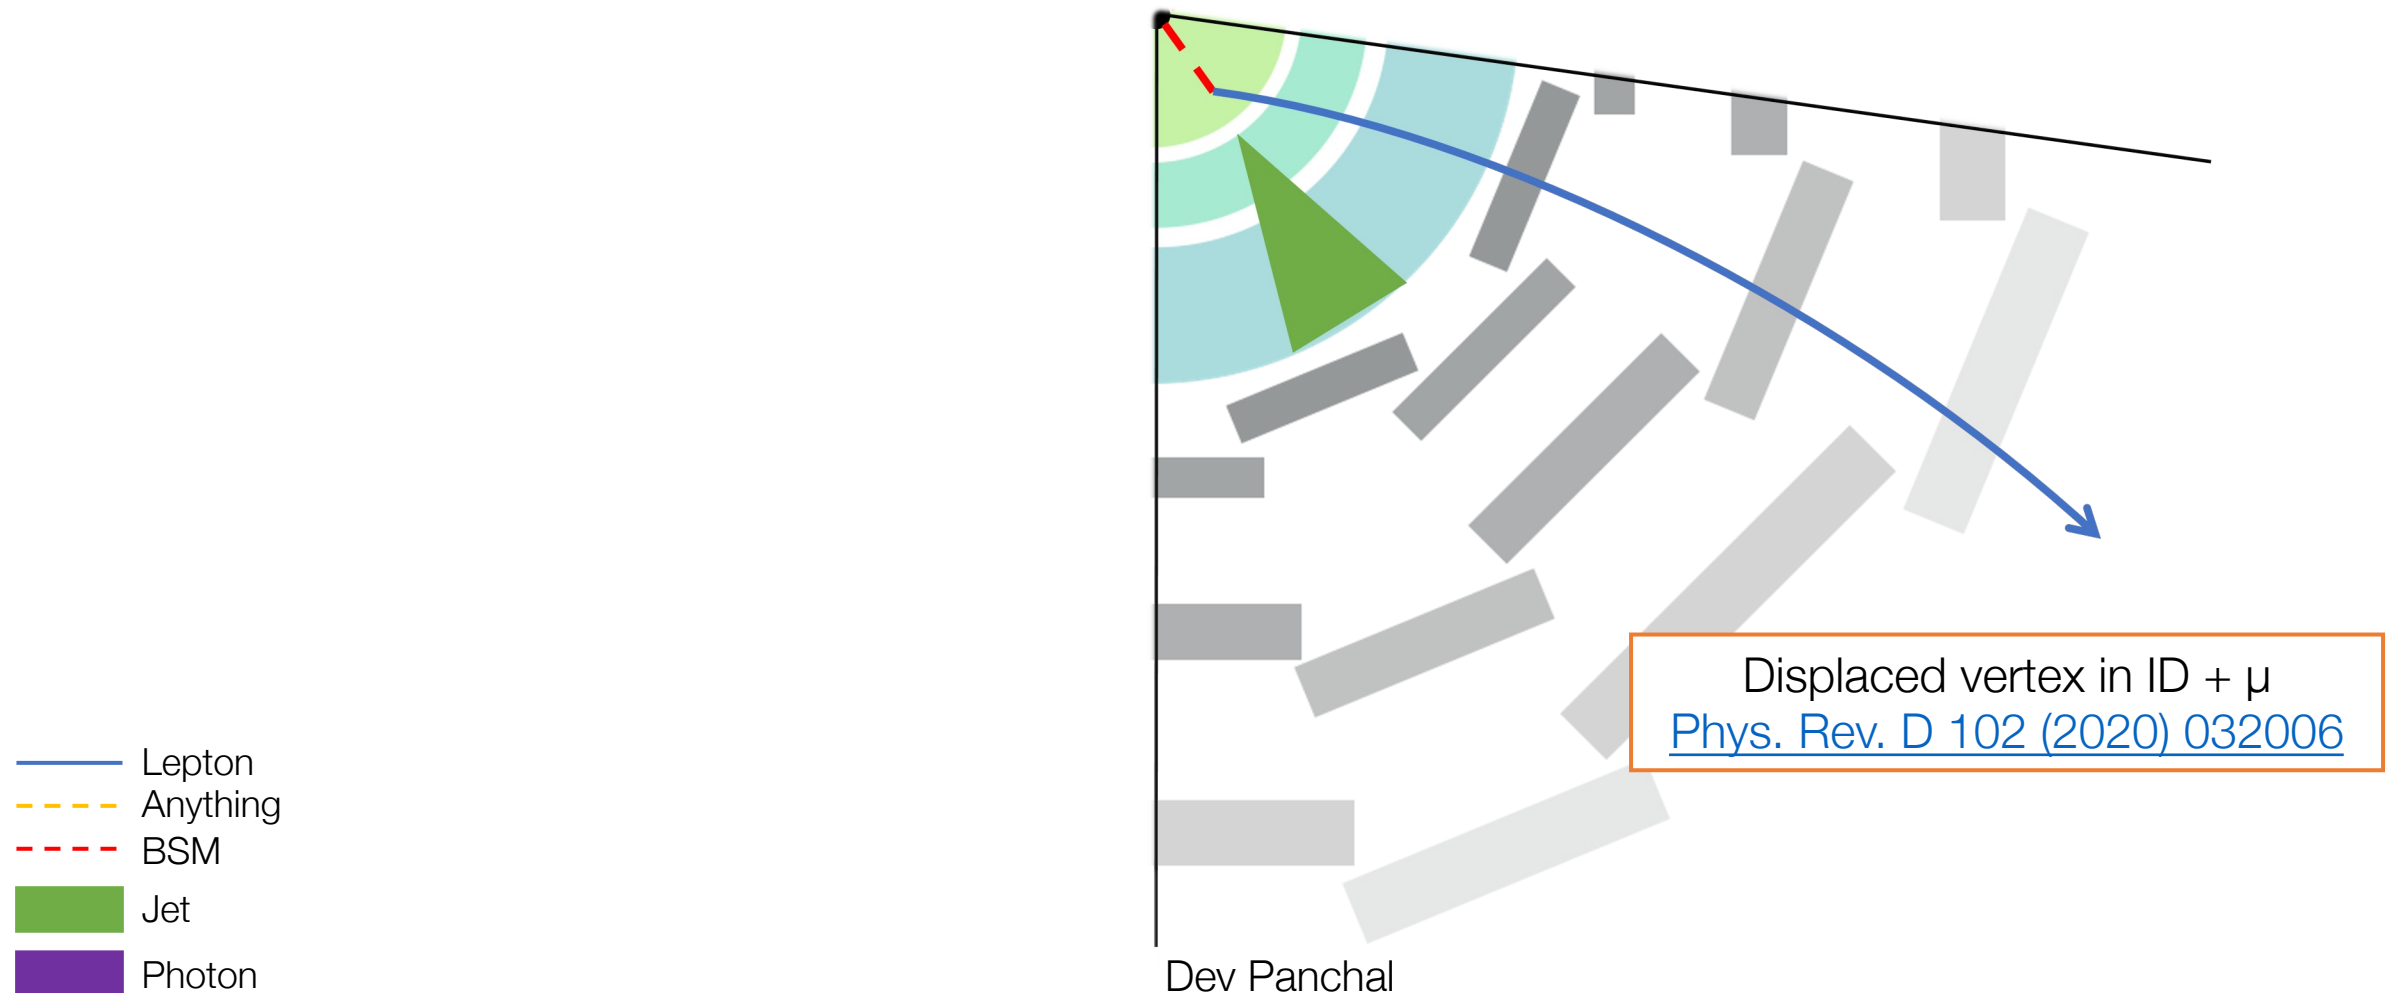 Displaced vertex in ID + μ
Phys. Rev. D 102 (2020) 032006
Lepton
Anything
BSM
Jet
Photon
Dev Panchal